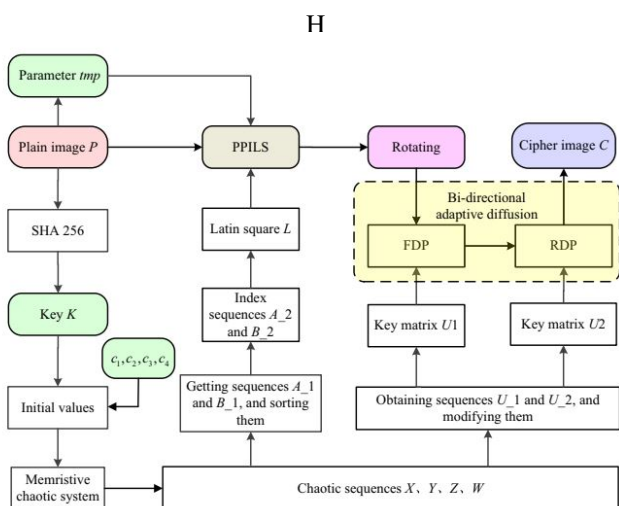 H
Parameter tmp
Plain image P
PPILS
Rotating
Cipher image C
Bi-directional
adaptive diffusion
SHA 256
Latin square L
FDP
RDP
Key K
Index
sequences A_2
and B_2
Key matrix U1
Key matrix U2
c₁,c₂,c₃,c₄
Initial values
Getting sequences A_1
and B_1, and sorting
them
Obtaining sequences U_1 and U_2, and
modifying them
Memristive
chaotic system
Chaotic sequences X、Y、Z、W